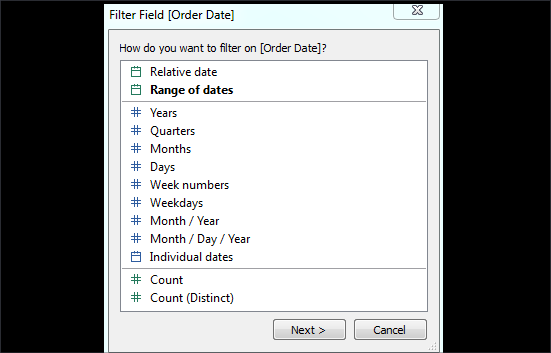 Filter Field [Order Date]
How do you want to filter on [Order Date]?
Relative date
Range of dates
Years
Quarters
Months
Days
Week numbers
Weekdays
Month / Year
Month / Day / Year
Individual dates
Count
Count (Distinct)
Next > Cancel